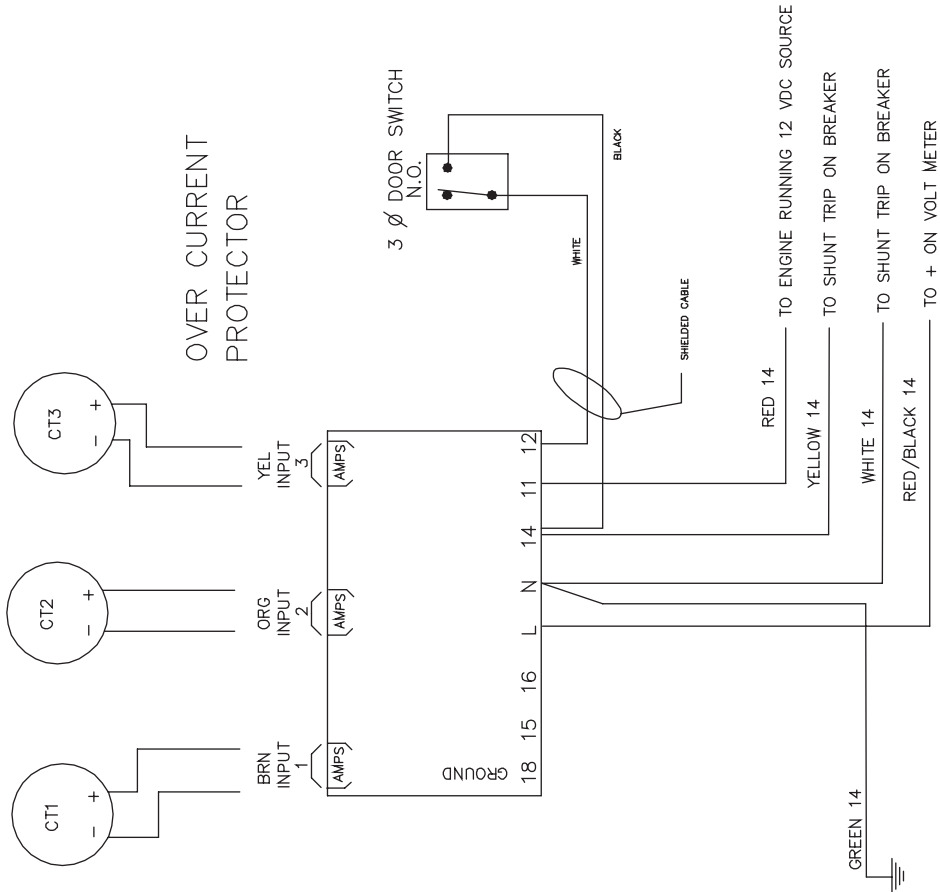 OVER CURRENT
PROTECTOR
CT1
- +
CT2
- +
CT3
- +
BRN
INPUT
1
AMPS
ORG
INPUT
2
AMPS
YEL
INPUT
3
AMPS
GROUND
18 15 16 L N 14 11 12
3 Ø DOOR SWITCH
N.O.
WHITE
BLACK
SHIELDED CABLE
RED 14
TO ENGINE RUNNING 12 VDC SOURCE
YELLOW 14
TO SHUNT TRIP ON BREAKER
WHITE 14
TO SHUNT TRIP ON BREAKER
RED/BLACK 14
TO + ON VOLT METER
GREEN 14